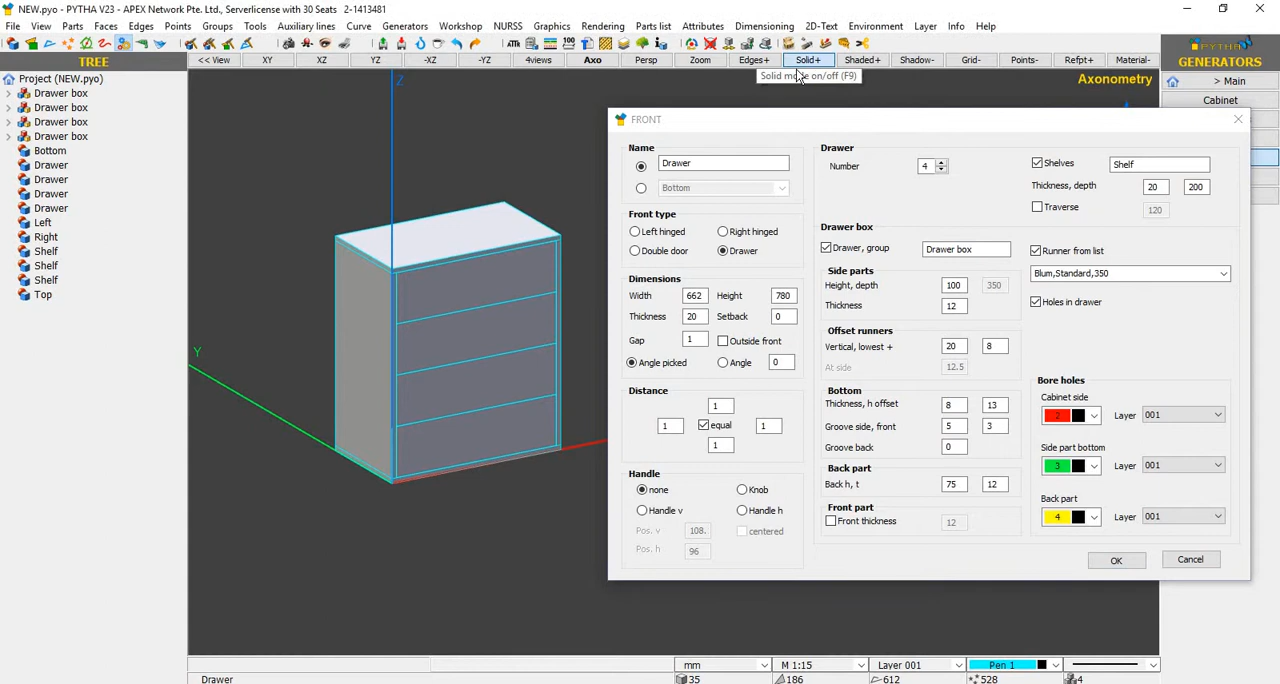 NEW.pyo - PYTHA V23 - APEX Network Pte. Ltd., Serverlicense with 30 Seats   2-1413481
File View Parts Faces Edges Points Groups Tools Auxiliary lines Curve Generators Workshop NURSS Graphics Rendering Parts list Attributes Dimensioning 2D-Text Environment Layer Info Help
TREE
<< View XY XZ YZ -XZ -YZ 4views Axo Persp Zoom Edges+ Solid+ Shaded+ Shadow- Grid- Points- Refpt+ Material-
PYTHA
GENERATORS
Solid mode on/off (F9)
Axonometry
> Main
Cabinet
Project (NEW.pyo)
Drawer box
Drawer box
Drawer box
Drawer box
Bottom
Drawer
Drawer
Drawer
Drawer
Left
Right
Shelf
Shelf
Shelf
Top
Z
Y
FRONT
Name
Drawer
Bottom
Front type
Left hinged Right hinged
Double door Drawer
Dimensions
Width 662 Height 780
Thickness 20 Setback 0
Gap 1 Outside front
Angle picked Angle 0
Distance
1
1 equal 1
1
Handle
none Knob
Handle v Handle h
Pos. v 108. centered
Pos. h 96
Drawer
Number 4
Shelves Shelf
Thickness, depth 20 200
Traverse 120
Drawer box
Drawer, group Drawer box
Side parts
Height, depth 100 350
Thickness 12
Offset runners
Vertical, lowest + 20 8
At side 12.5
Bottom
Thickness, h offset 8 13
Groove side, front 5 3
Groove back 0
Back part
Back h, t 75 12
Front part
Front thickness 12
Runner from list
Blum,Standard,350
Holes in drawer
Bore holes
Cabinet side
2 Layer 001
Side part bottom
3 Layer 001
Back part
4 Layer 001
OK Cancel
mm M 1:15 Layer 001 Pen 1
Drawer 35 186 612 528 4